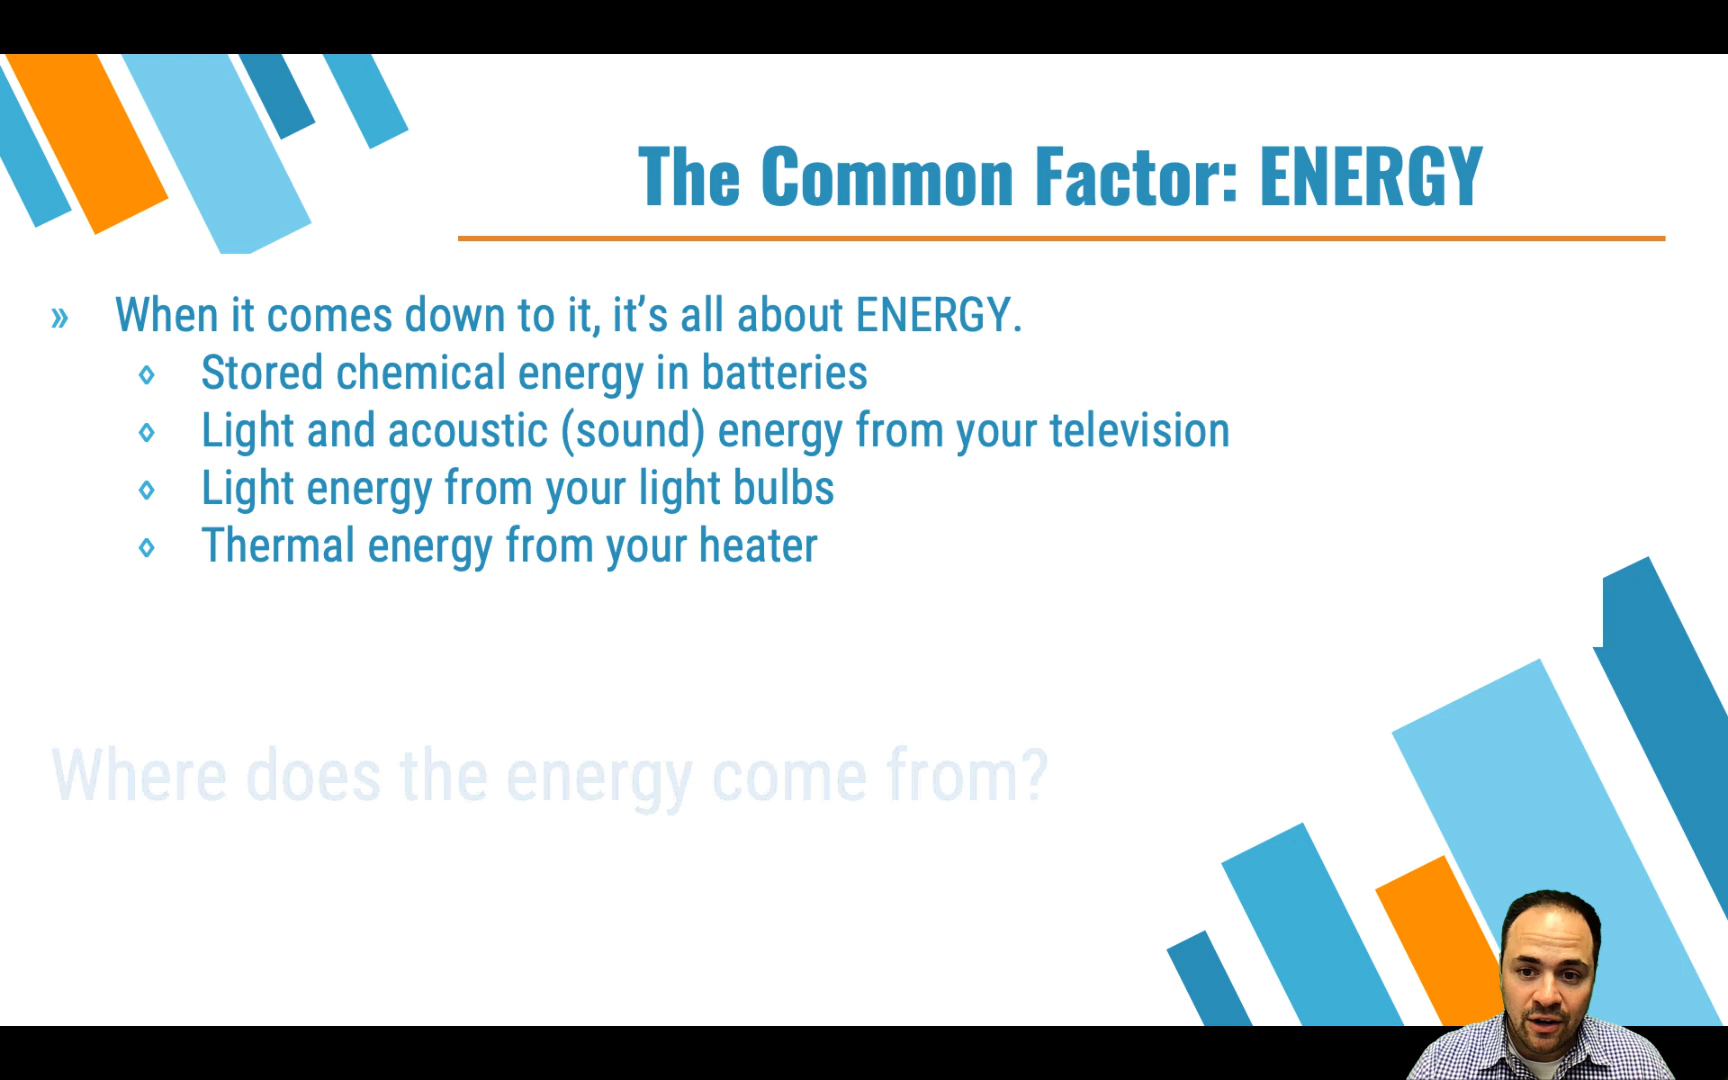 The Common Factor: ENERGY
» When it comes down to it, it’s all about ENERGY.
◊ Stored chemical energy in batteries
◊ Light and acoustic (sound) energy from your television
◊ Light energy from your light bulbs
◊ Thermal energy from your heater
Where does the energy come from?